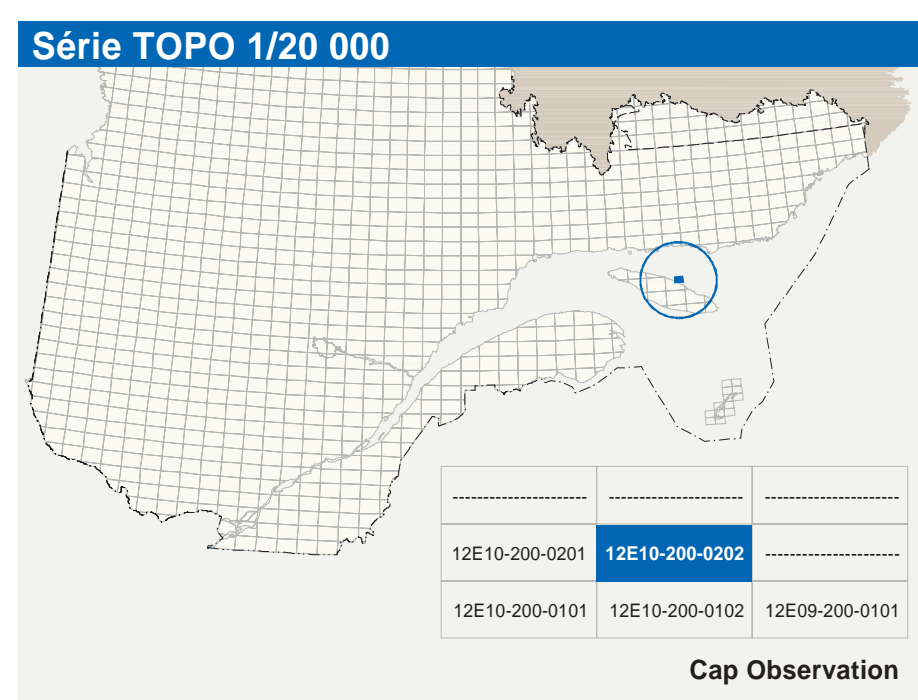 Série TOPO 1/20 000
---------------------- ---------------------- ----------------------
12E10-200-0201 12E10-200-0202 ----------------------
12E10-200-0101 12E10-200-0102 12E09-200-0101
Cap Observation